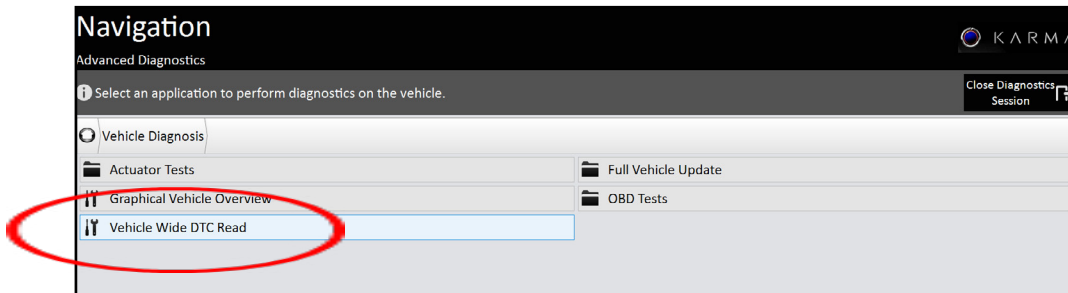 Navigation
KARMA
Advanced Diagnostics
Select an application to perform diagnostics on the vehicle.
Close Diagnostics
Session
Vehicle Diagnosis
Actuator Tests
Full Vehicle Update
Graphical Vehicle Overview
OBD Tests
Vehicle Wide DTC Read